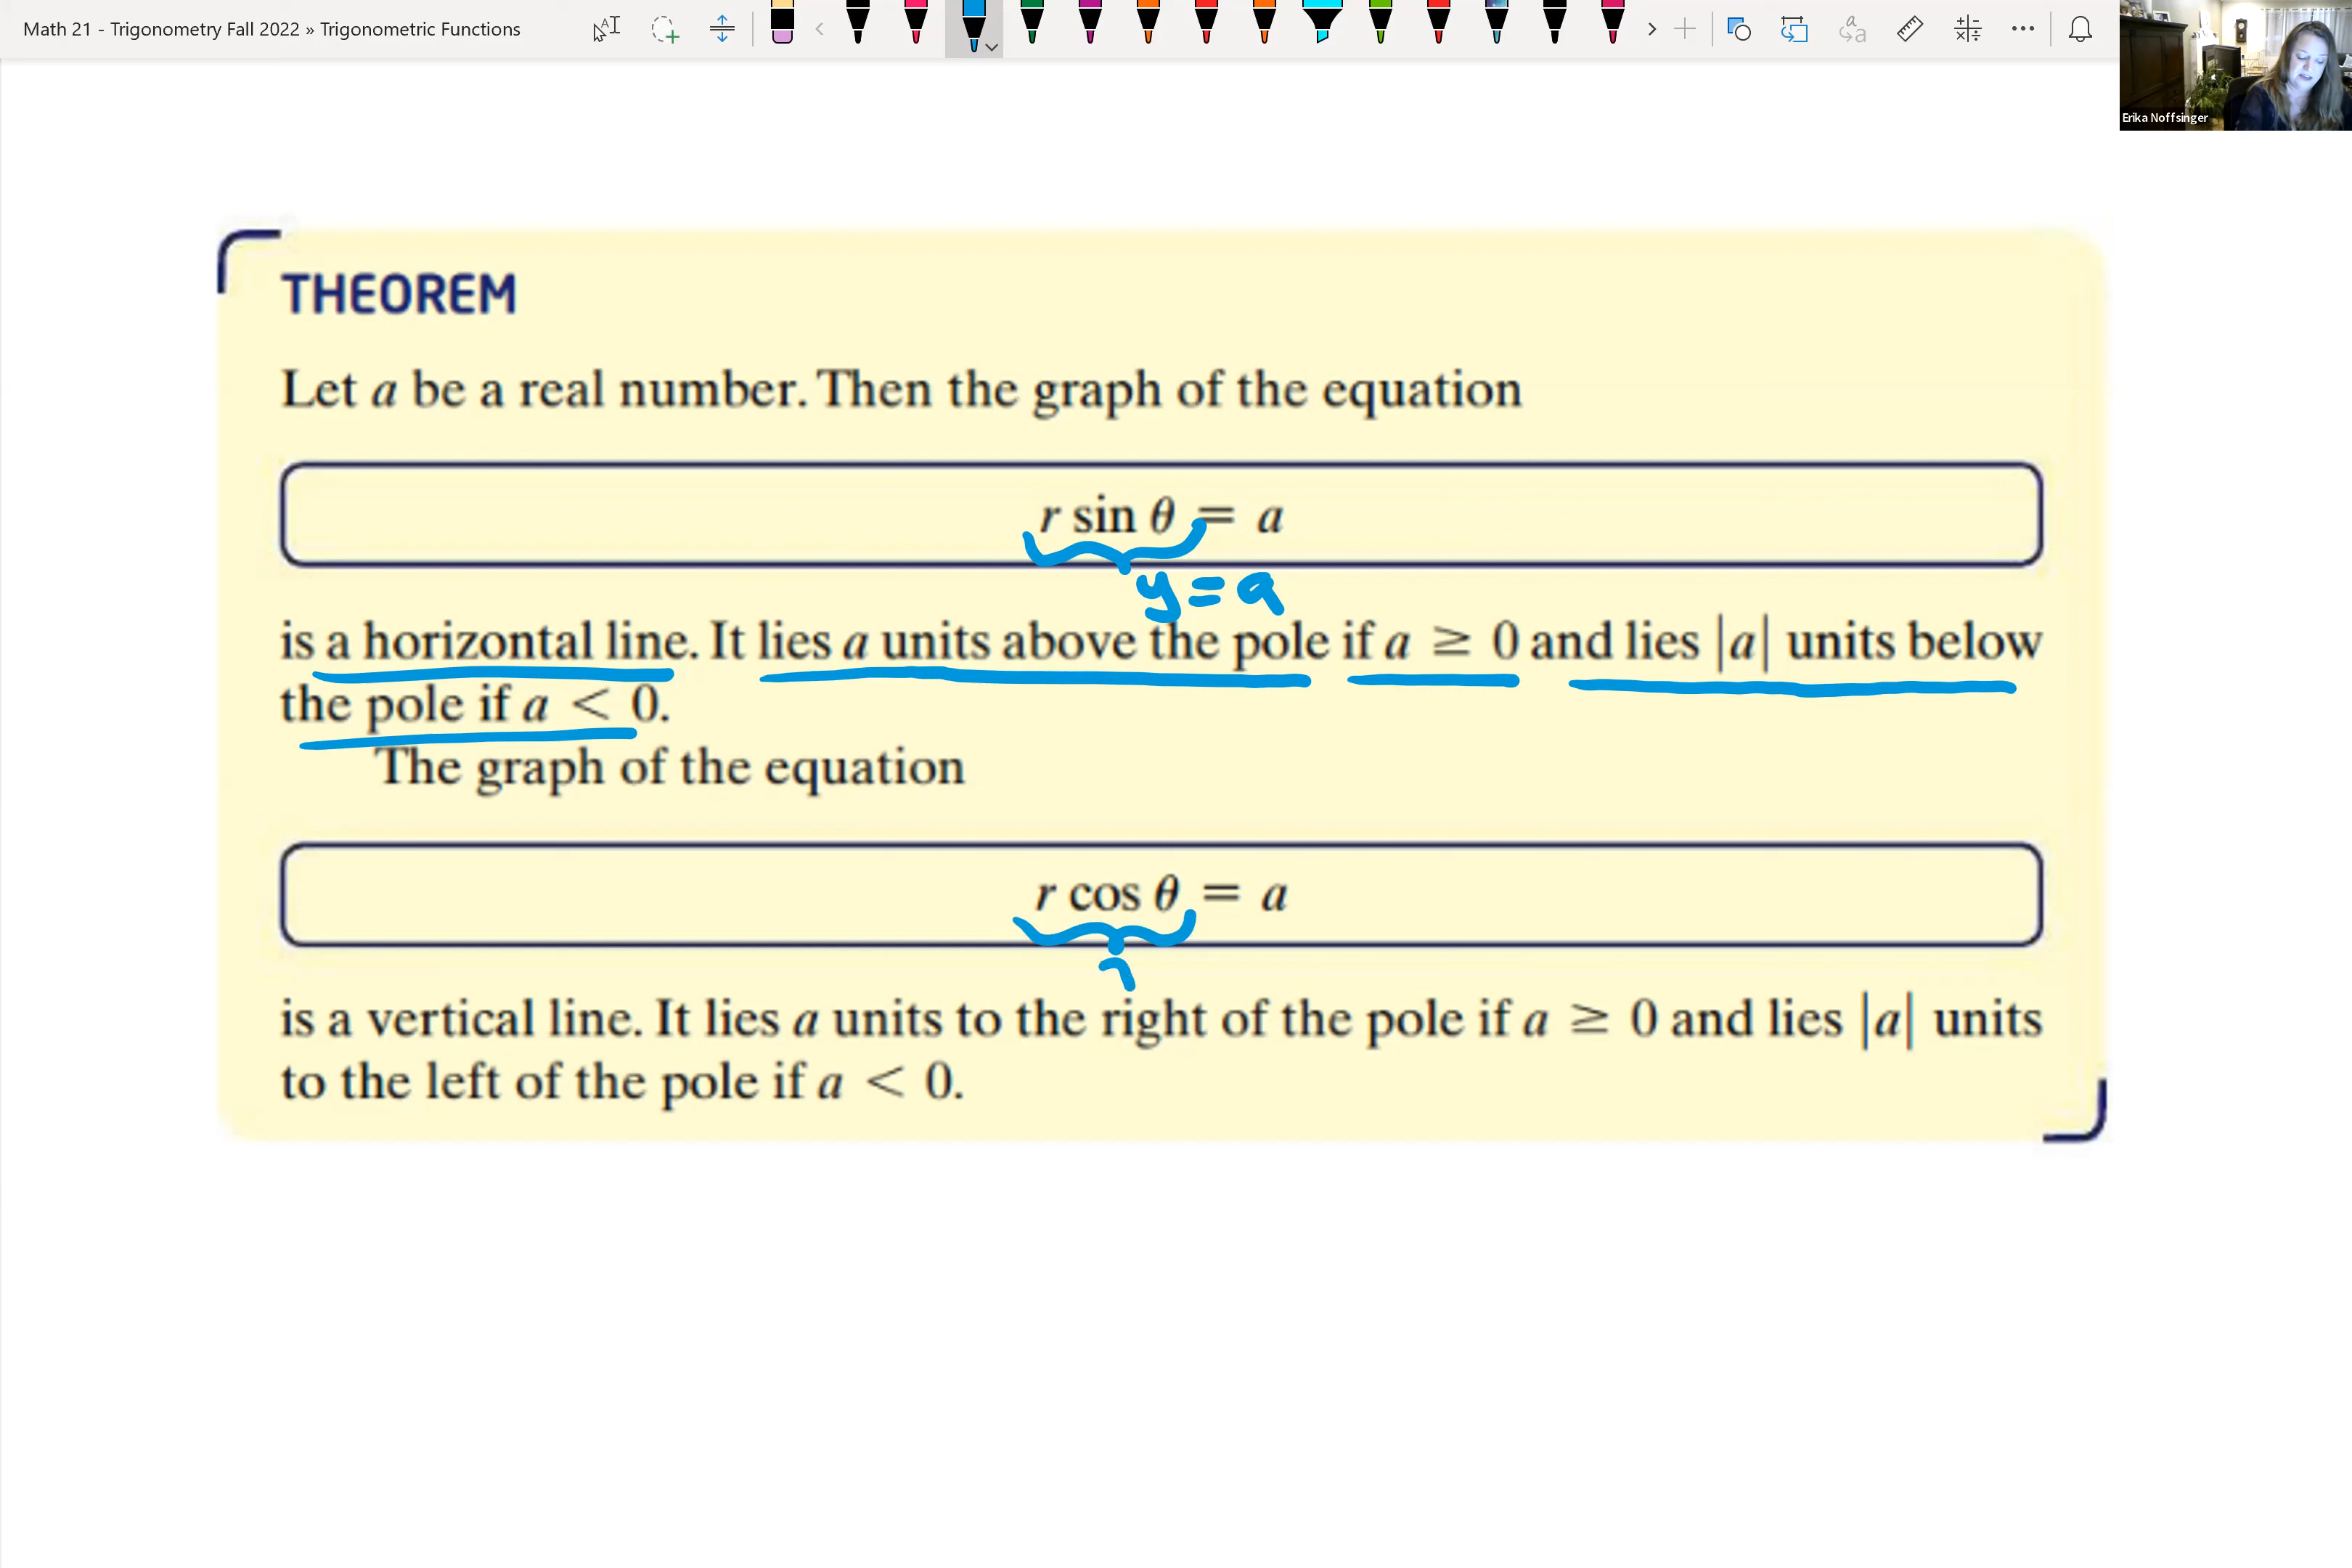 Math 21 - Trigonometry Fall 2022 » Trigonometric Functions
Erika Noffsinger
THEOREM
Let a be a real number. Then the graph of the equation
r sin θ = a
y = a
is a horizontal line. It lies a units above the pole if a ≥ 0 and lies |a| units below
the pole if a < 0.
The graph of the equation
r cos θ = a
is a vertical line. It lies a units to the right of the pole if a ≥ 0 and lies |a| units
to the left of the pole if a < 0.